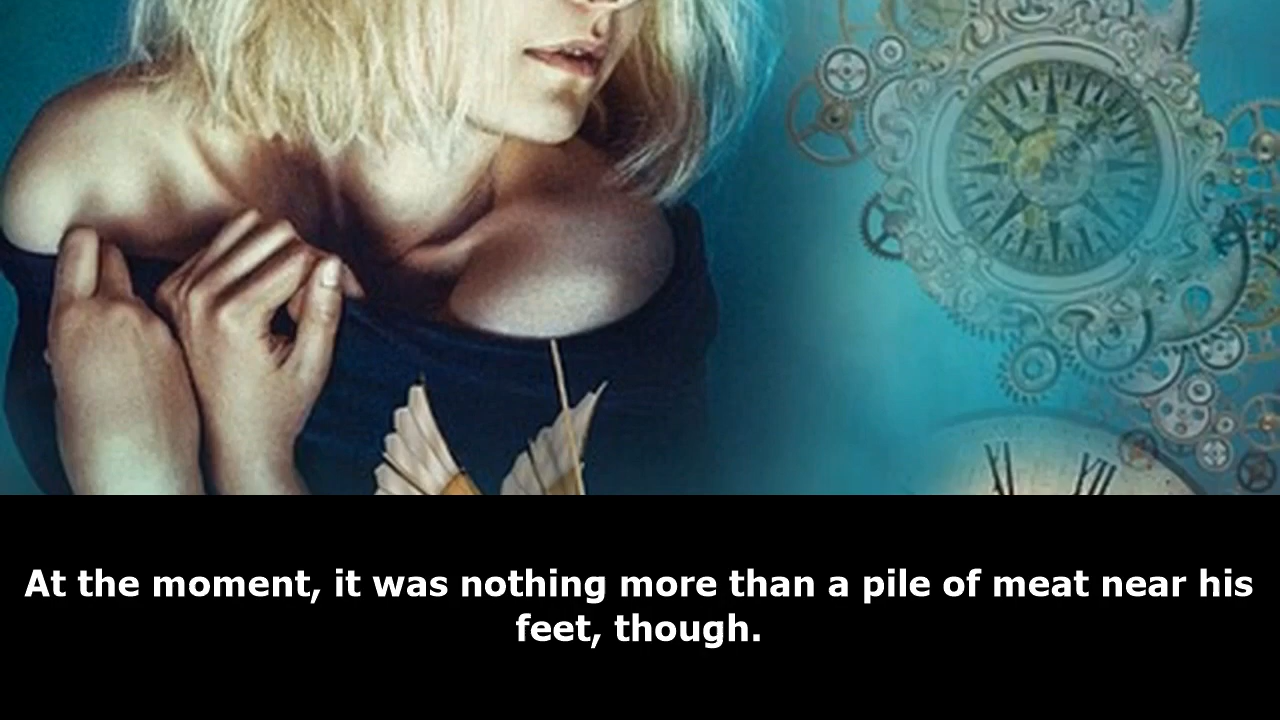 At the moment, it was nothing more than a pile of meat near his
feet, though.